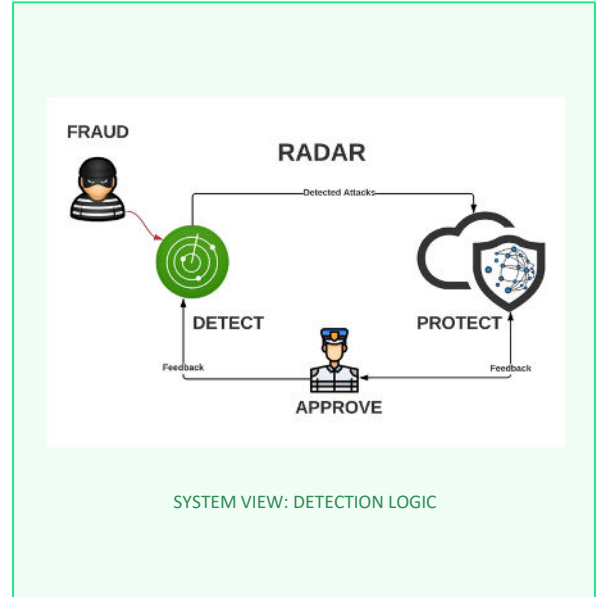 FRAUD
RADAR
Detected Attacks
DETECT
PROTECT
Feedback
Feedback
APPROVE
SYSTEM VIEW: DETECTION LOGIC